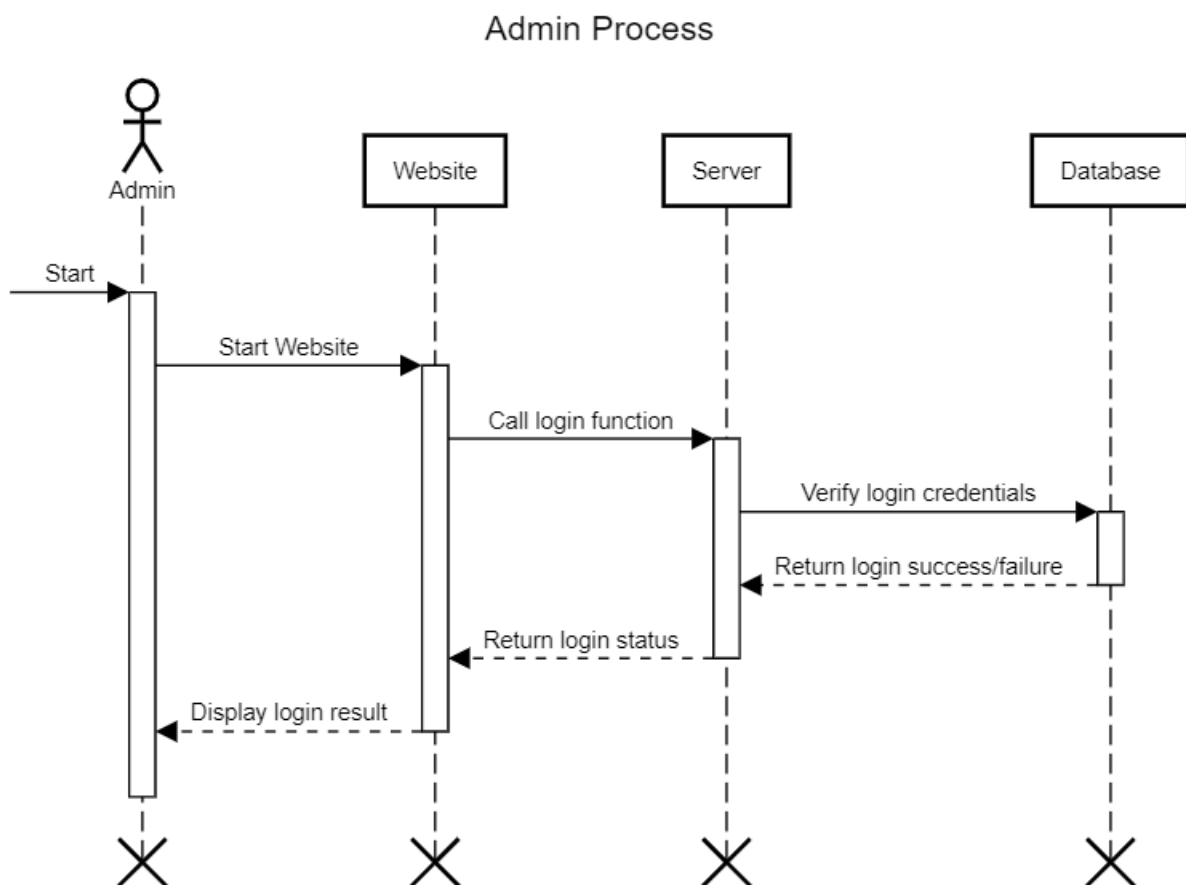 Admin Process
Admin
Website
Server
Database
Start
Start Website
Call login function
Verify login credentials
Return login success/failure
Return login status
Display login result